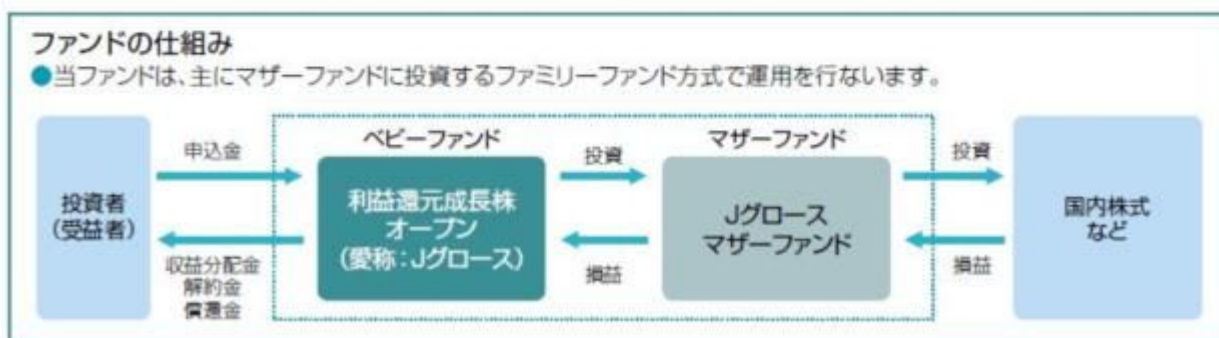 ファンドの仕組み
●当ファンドは、主にマザーファンドに投資するファミリーファンド方式で運用を行ないます。
投資者
(受益者)
申込金
収益分配金
解約金
償還金
ベビーファンド
利益還元成長株
オープン
(愛称:Jグロース)
投資
損益
マザーファンド
Jグロース
マザーファンド
投資
損益
国内株式
など